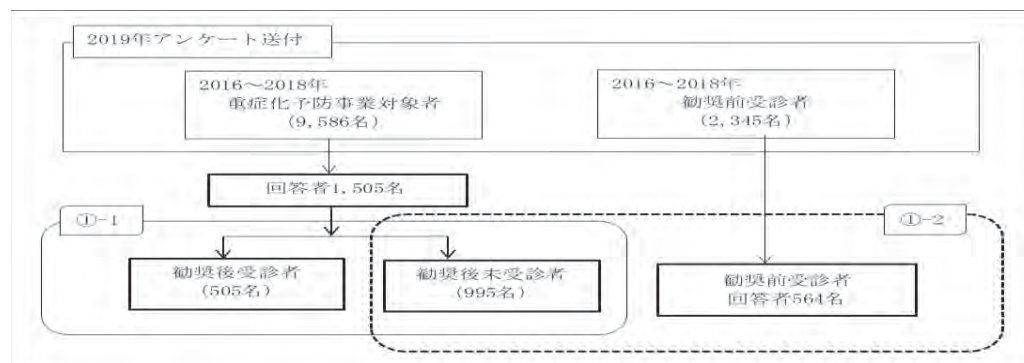 2019年アンケート送付
2016～2018年
重症化予防事業対象者
(9,586名)
2016～2018年
勧奨前受診者
(2,345名)
回答者1,505名
①-1
①-2
勧奨後受診者
(505名)
勧奨後未受診者
(995名)
勧奨前受診者
回答者564名